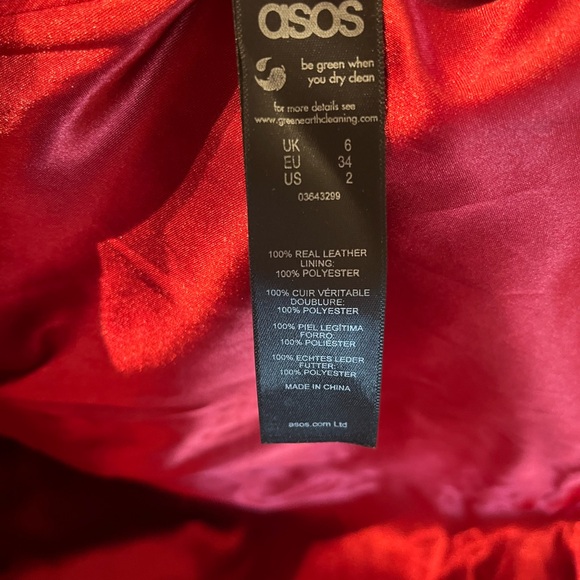 asos
be green when
you dry clean
for more details see
www.greenearthcleaning.com
UK 6
EU 34
US 2
03643299
100% REAL LEATHER
LINING:
100% POLYESTER
100% CUIR VÉRITABLE
DOUBLURE:
100% POLYESTER
100% PIEL LEGÍTIMA
FORRO:
100% POLIÉSTER
100% ECHTES LEDER
FUTTER:
100% POLYESTER
MADE IN CHINA
asos.com Ltd